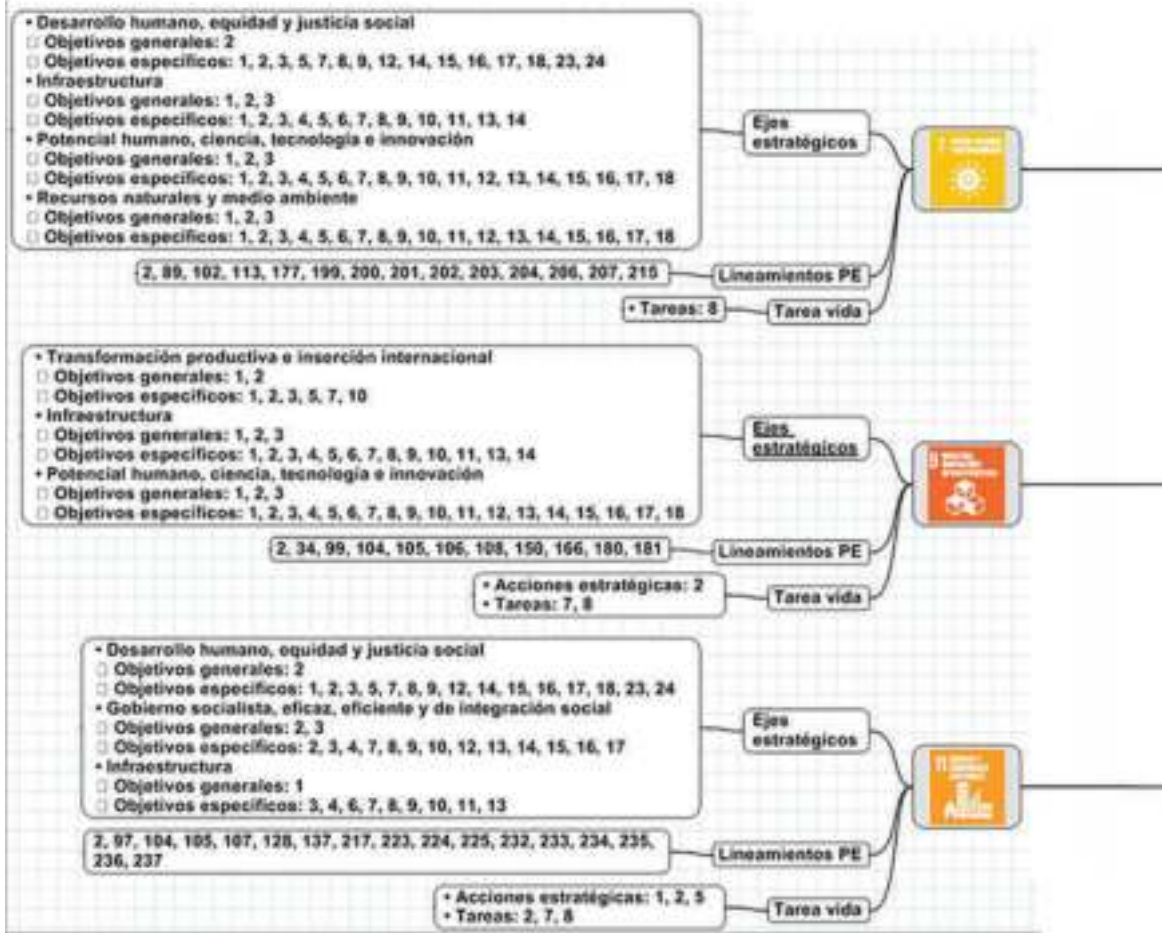 • Desarrollo humano, equidad y justicia social
□ Objetivos generales: 2
□ Objetivos específicos: 1, 2, 3, 5, 7, 8, 9, 12, 14, 15, 16, 17, 18, 23, 24
• Infraestructura
□ Objetivos generales: 1, 2, 3
□ Objetivos específicos: 1, 2, 3, 4, 5, 6, 7, 8, 9, 10, 11, 13, 14
• Potencial humano, ciencia, tecnología e innovación
□ Objetivos generales: 1, 2, 3
□ Objetivos específicos: 1, 2, 3, 4, 5, 6, 7, 8, 9, 10, 11, 12, 13, 14, 15, 16, 17, 18
• Recursos naturales y medio ambiente
□ Objetivos generales: 1, 2, 3
□ Objetivos específicos: 1, 2, 3, 4, 5, 6, 7, 8, 9, 10, 11, 12, 13, 14, 15, 16, 17, 18
Ejes
estratégicos
7
2, 89, 102, 113, 177, 199, 200, 201, 202, 203, 204, 206, 207, 215
Lineamientos PE
• Tareas: 8
Tarea vida
• Transformación productiva e inserción internacional
□ Objetivos generales: 1, 2
□ Objetivos específicos: 1, 2, 3, 5, 7, 10
• Infraestructura
□ Objetivos generales: 1, 2, 3
□ Objetivos específicos: 1, 2, 3, 4, 5, 6, 7, 8, 9, 10, 11, 13, 14
• Potencial humano, ciencia, tecnología e innovación
□ Objetivos generales: 1, 2, 3
□ Objetivos específicos: 1, 2, 3, 4, 5, 6, 7, 8, 9, 10, 11, 12, 13, 14, 15, 16, 17, 18
Ejes
estratégicos
9
2, 34, 99, 104, 105, 106, 108, 150, 166, 180, 181
Lineamientos PE
• Acciones estratégicas: 2
• Tareas: 7, 8
Tarea vida
• Desarrollo humano, equidad y justicia social
□ Objetivos generales: 2
□ Objetivos específicos: 1, 2, 3, 5, 7, 8, 9, 12, 14, 15, 16, 17, 18, 23, 24
• Gobierno socialista, eficaz, eficiente y de integración social
□ Objetivos generales: 2, 3
□ Objetivos específicos: 2, 3, 4, 7, 8, 9, 10, 12, 13, 14, 15, 16, 17
• Infraestructura
□ Objetivos generales: 1
□ Objetivos específicos: 3, 4, 6, 7, 8, 9, 10, 11, 13
Ejes
estratégicos
11
2, 97, 104, 105, 107, 128, 137, 217, 223, 224, 225, 232, 233, 234, 235,
236, 237
Lineamientos PE
• Acciones estratégicas: 1, 2, 5
• Tareas: 2, 7, 8
Tarea vida